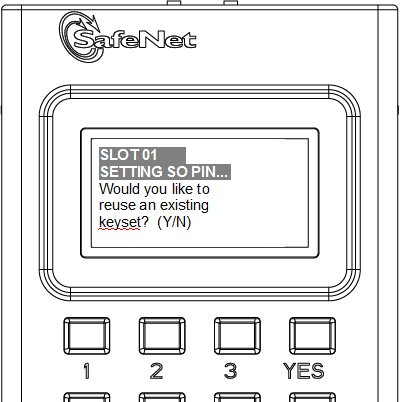 SafeNet
SLOT 01
SETTING SO PIN...
Would you like to
reuse an existing
keyset? (Y/N)
1 2 3 YES